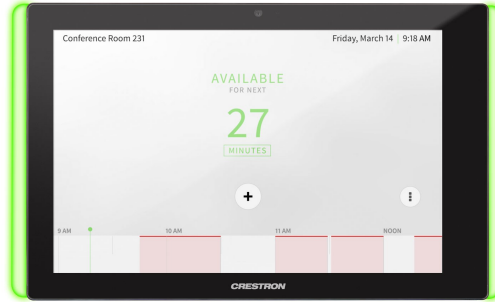 Conference Room 231
Friday, March 14 9:18 AM
AVAILABLE
FOR NEXT
27
MINUTES
9 AM 10 AM 11 AM NOON
CRESTRON